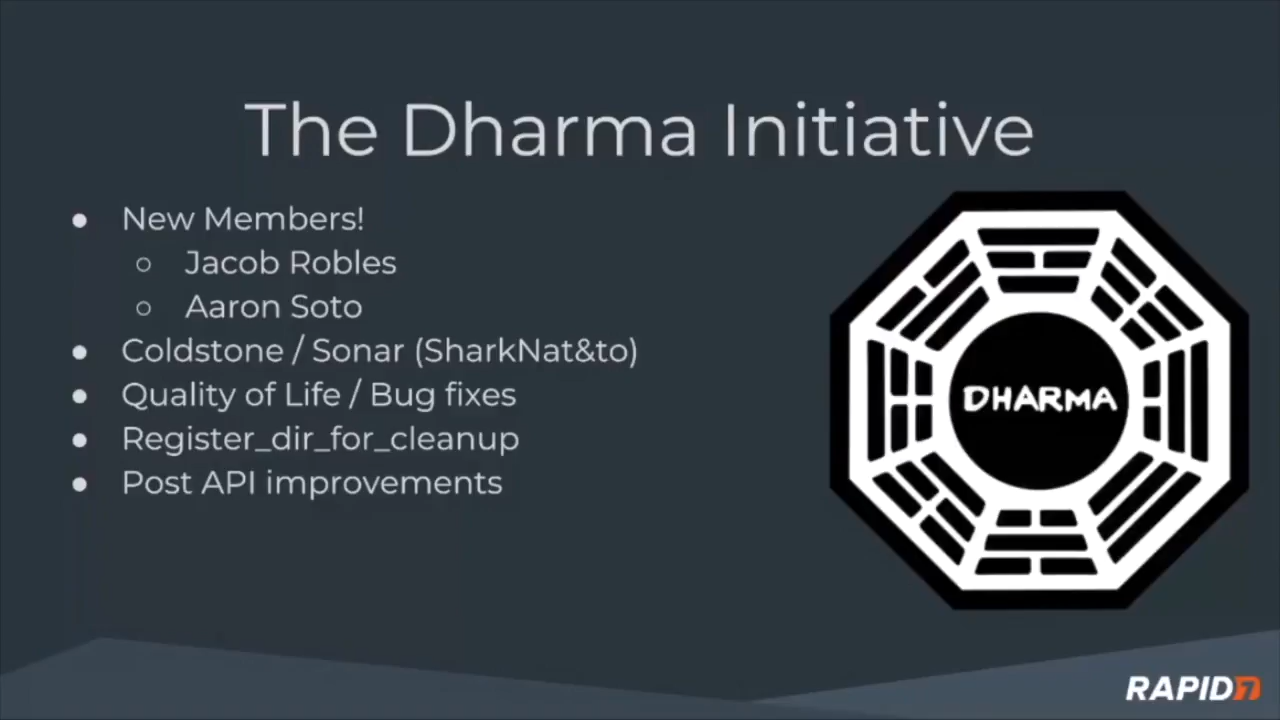 The Dharma Initiative
New Members!
Jacob Robles
Aaron Soto
Coldstone / Sonar (SharkNat&to)
Quality of Life / Bug fixes
Register_dir_for_cleanup
Post API improvements
DHARMA
RAPID7